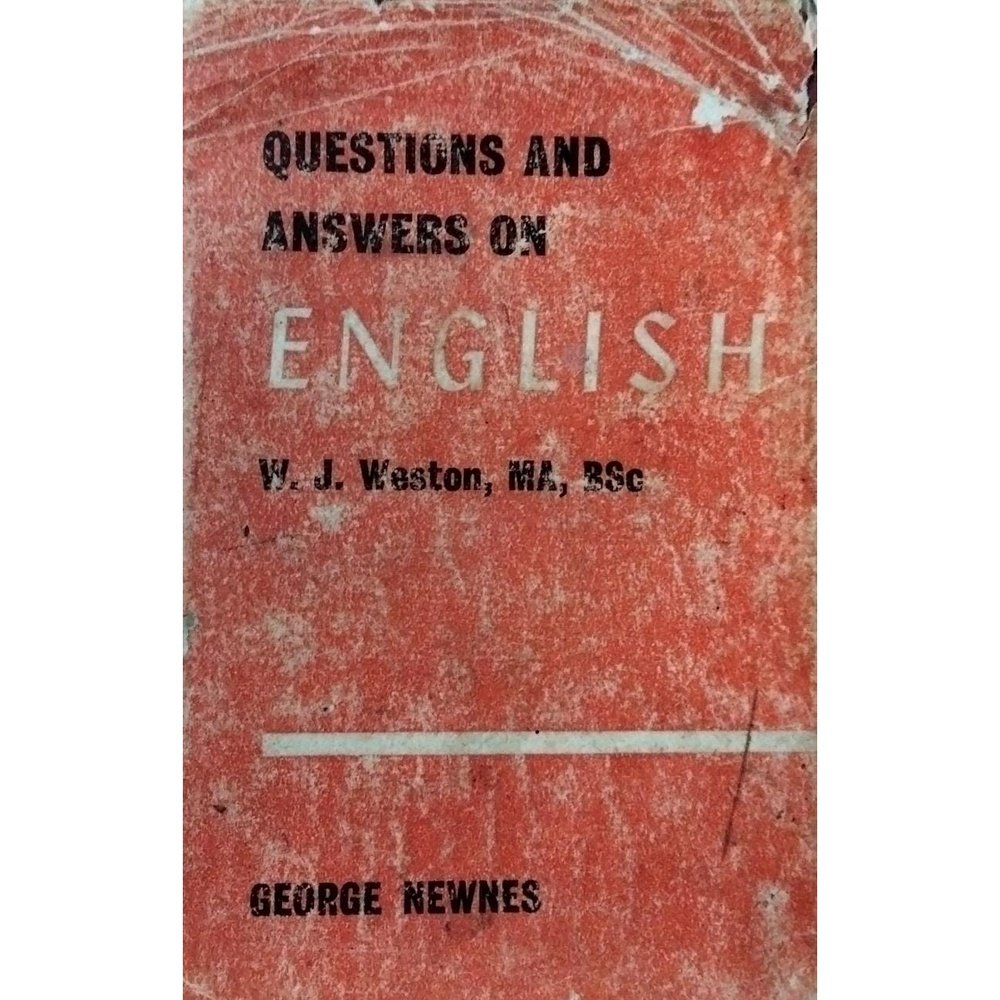 QUESTIONS AND
ANSWERS ON
ENGLISH
W. J. Weston, MA, BSc
GEORGE NEWNES